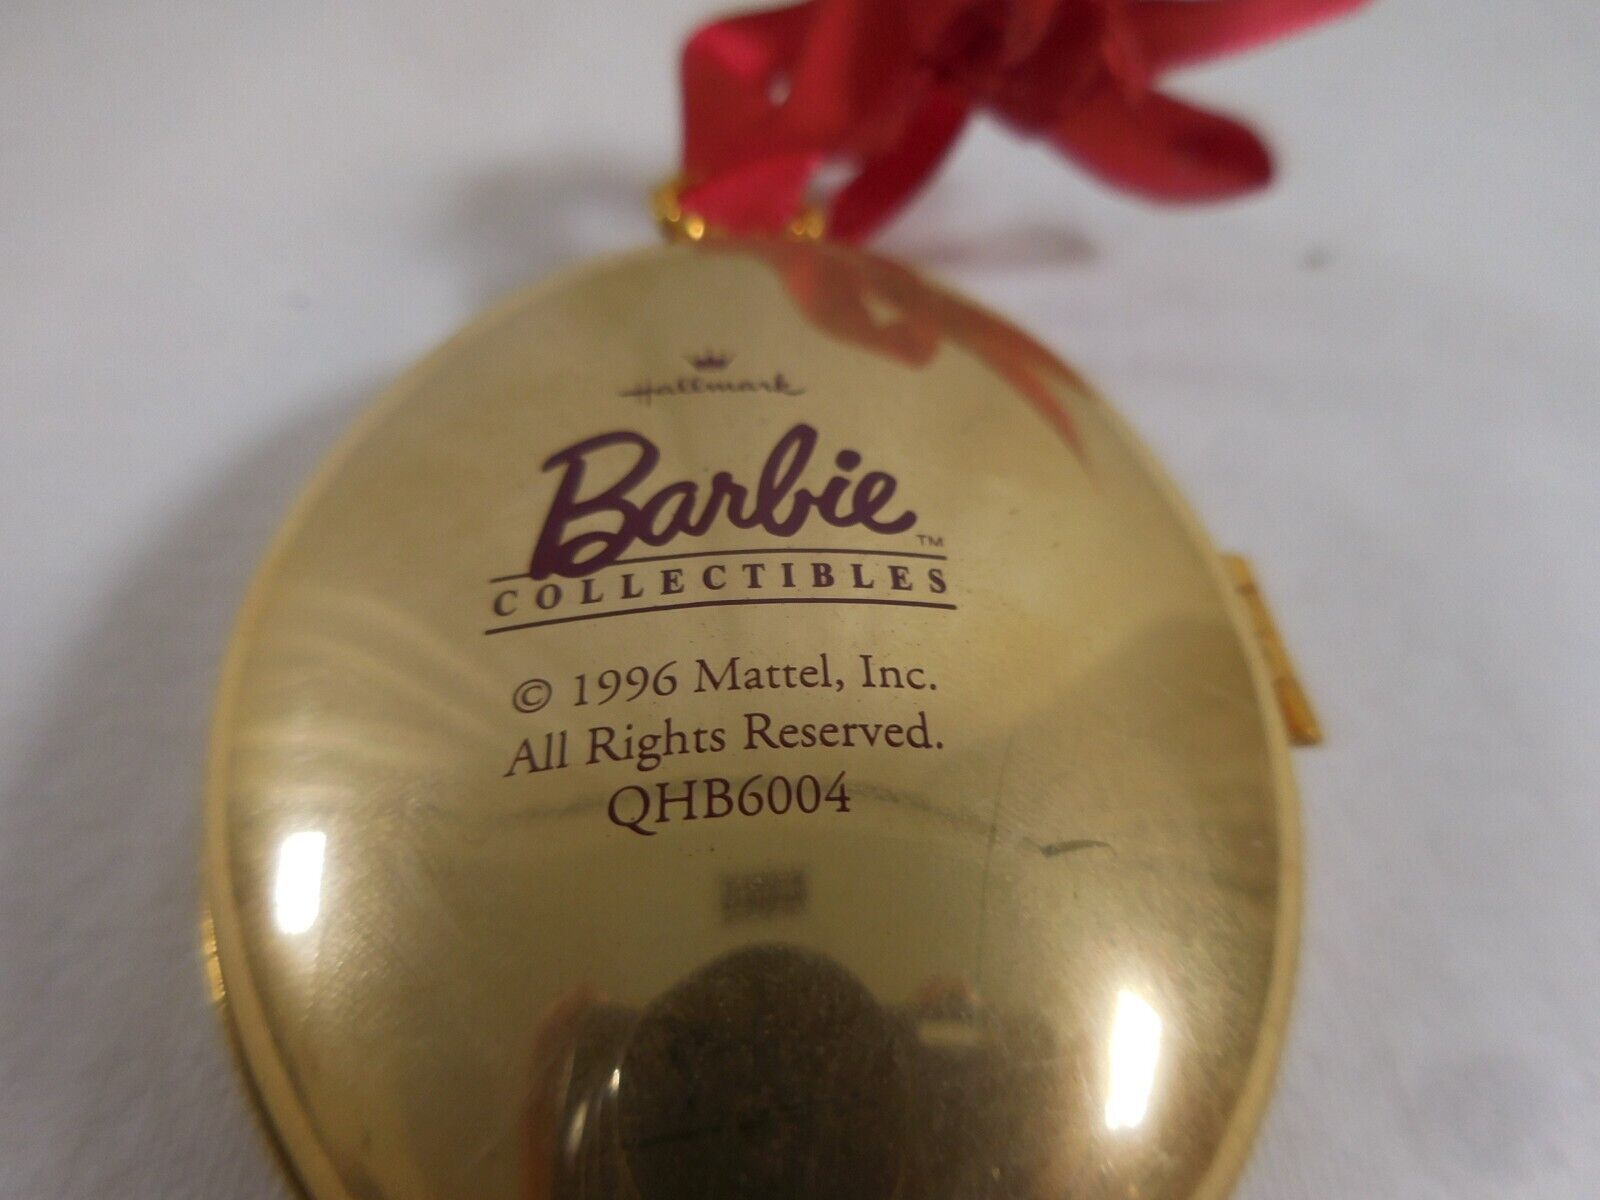 Hallmark
Barbie™
COLLECTIBLES
© 1996 Mattel, Inc.
All Rights Reserved.
QHB6004